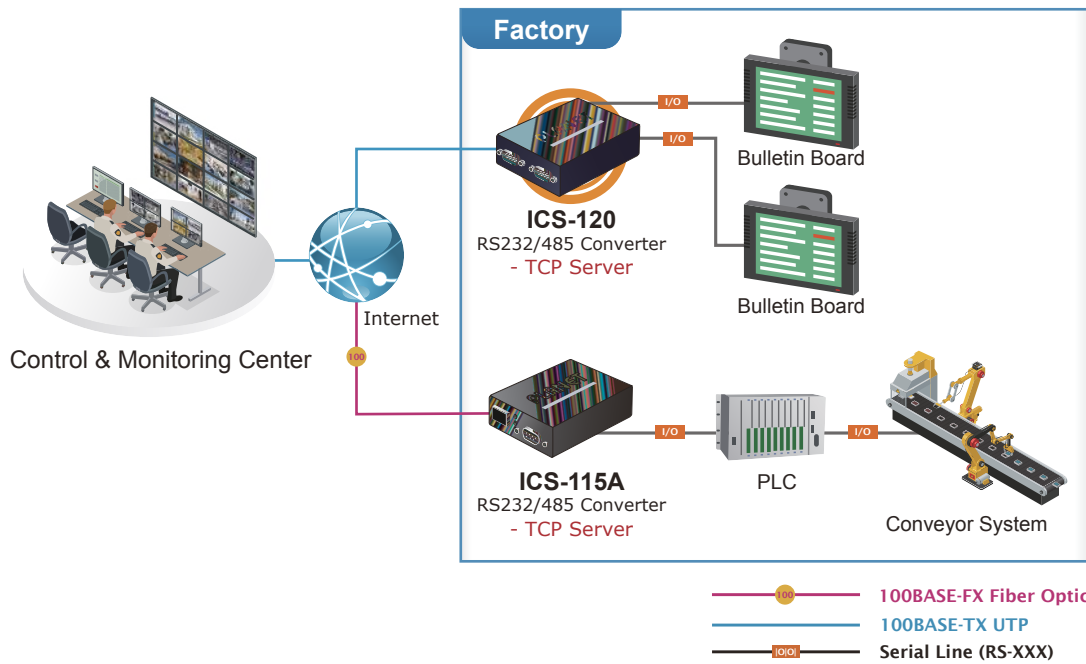 Factory
I/O
I/O
Bulletin Board
ICS-120
RS232/485 Converter
- TCP Server
Bulletin Board
Internet
Control & Monitoring Center
100
I/O
I/O
ICS-115A
RS232/485 Converter
- TCP Server
PLC
Conveyor System
100
100BASE-FX Fiber Optic
100BASE-TX UTP
|O|O|
Serial Line (RS-XXX)